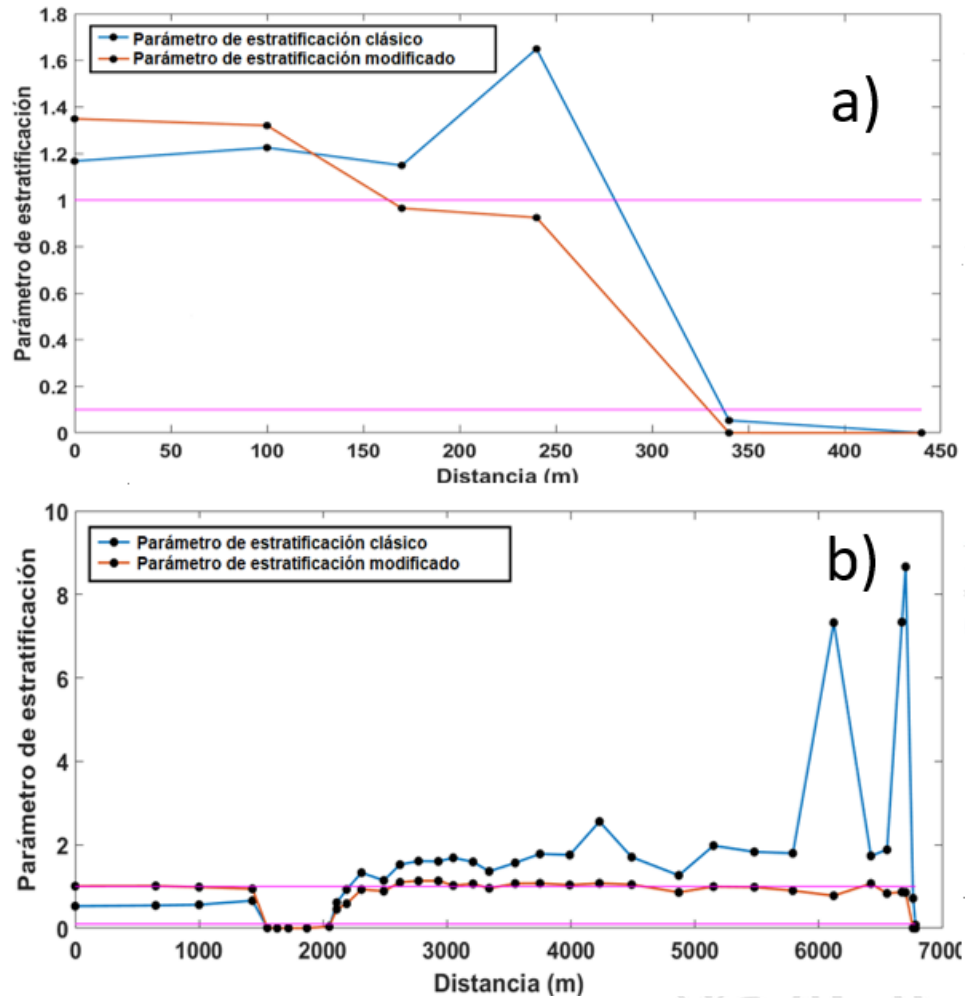 1.8
1.6
1.4
1.2
1
0.8
0.6
0.4
0.2
0
Parámetro de estratificación
Parámetro de estratificación clásico
Parámetro de estratificación modificado
a)
0 50 100 150 200 250 300 350 400 450
Distancia (m)
10
8
6
4
2
0
Parámetro de estratificación
Parámetro de estratificación clásico
Parámetro de estratificación modificado
b)
0 1000 2000 3000 4000 5000 6000 7000
Distancia (m)